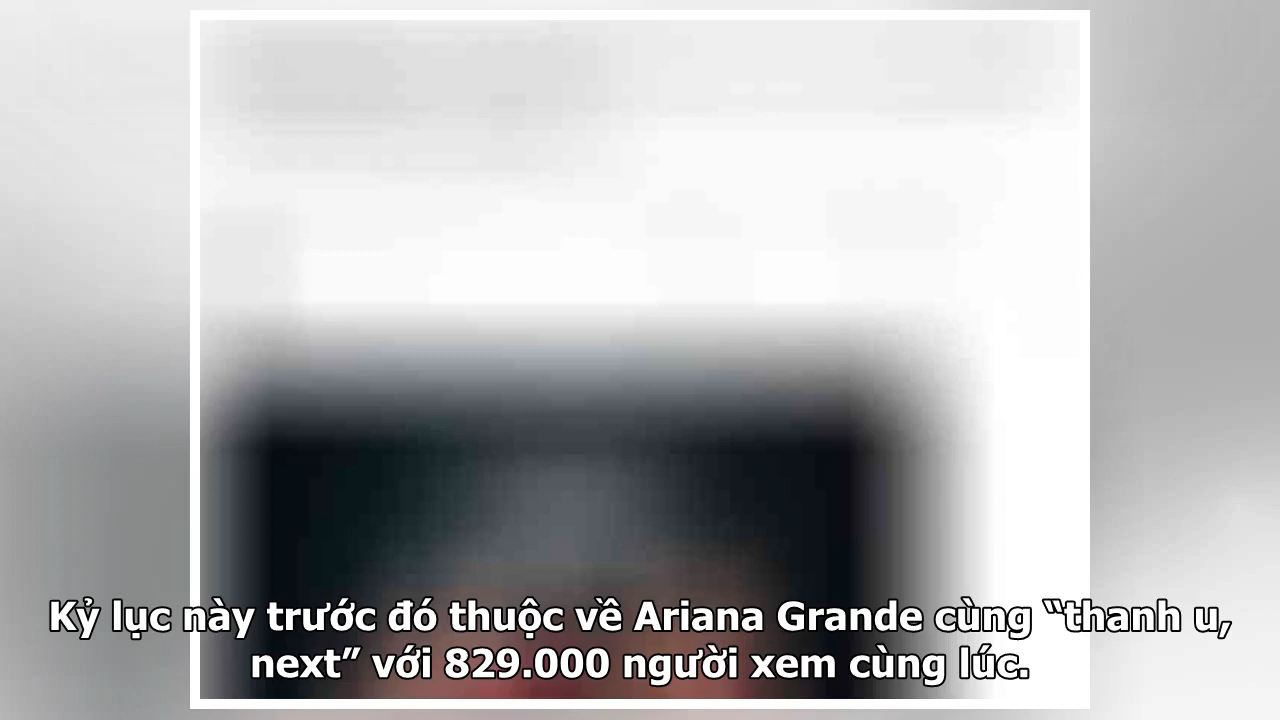 Kỷ lục này trước đó thuộc về Ariana Grande cùng “thanh u,
next” với 829.000 người xem cùng lúc.